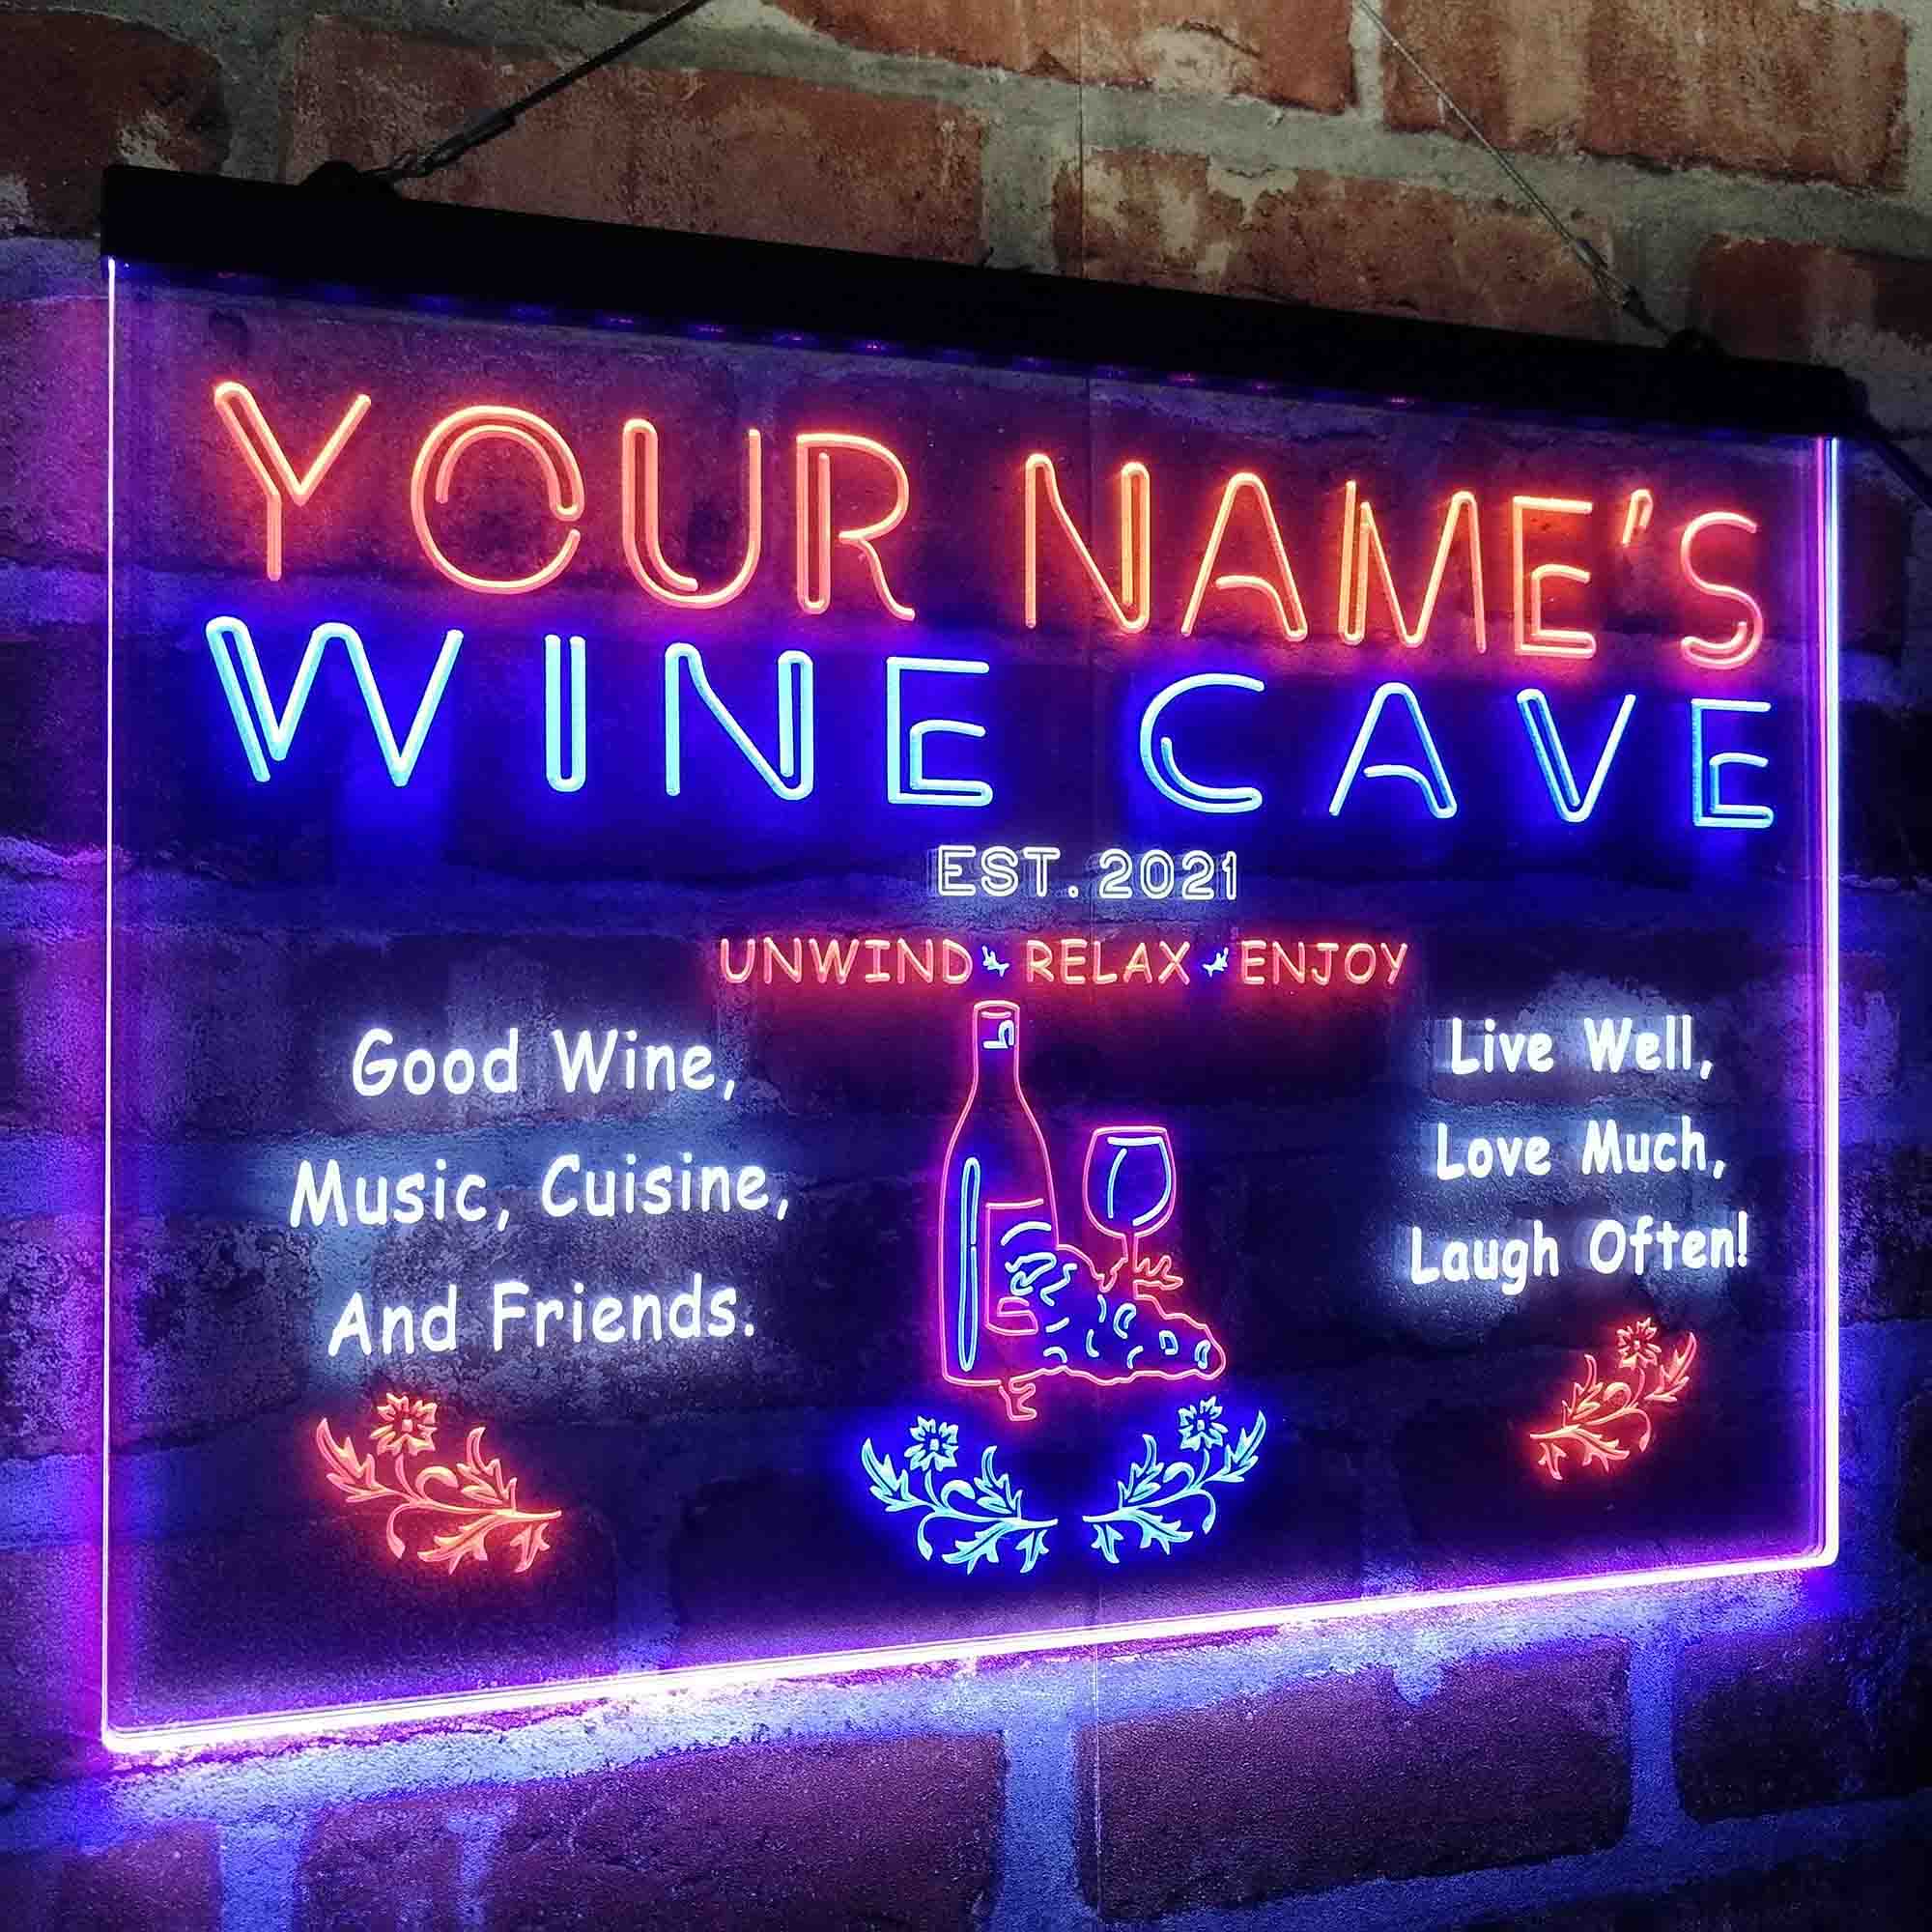 YOUR NAME'S
WINE CAVE
EST. 2021
UNWIND RELAX ENJOY
Good Wine,
Music, Cuisine,
And Friends.
Live Well,
Love Much,
Laugh Often!